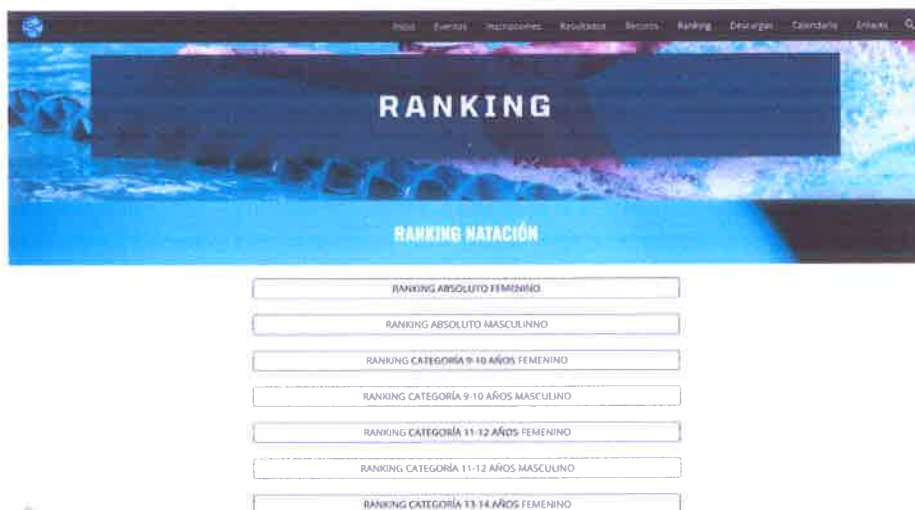 Inicio Eventos Inscripciones Resultados Records Ranking Descargas Calendario Enlaces
RANKING
RANKING NATACIÓN
RANKING ABSOLUTO FEMENINO
RANKING ABSOLUTO MASCULINNO
RANKING CATEGORÍA 9-10 AÑOS FEMENINO
RANKING CATEGORÍA 9-10 AÑOS MASCULINO
RANKING CATEGORÍA 11-12 AÑOS FEMENINO
RANKING CATEGORÍA 11-12 AÑOS MASCULINO
RANKING CATEGORÍA 13-14 AÑOS FEMENINO